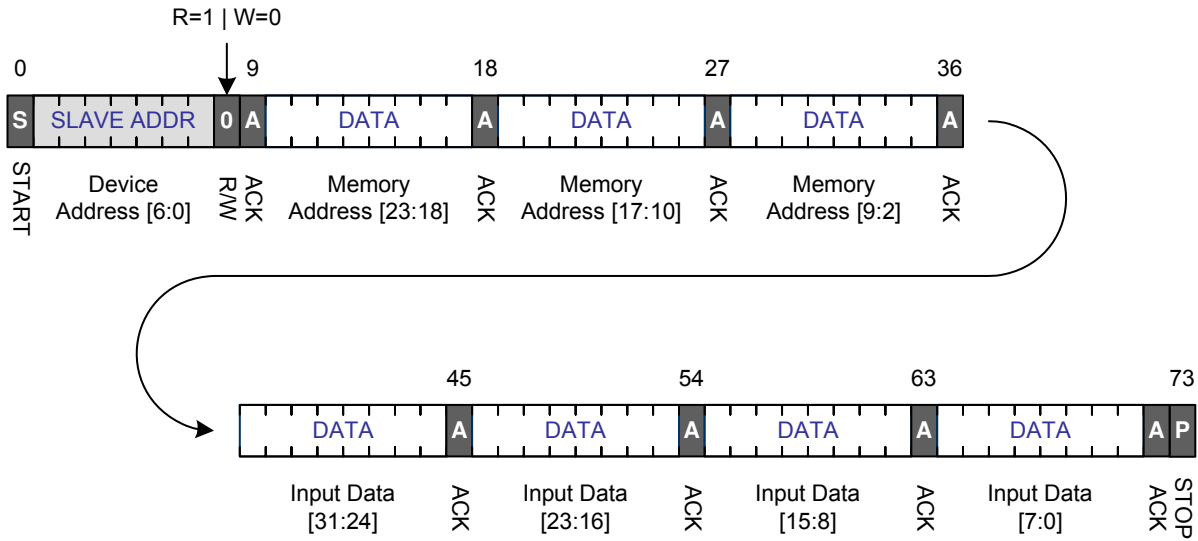 R=1 | W=0
0 9 18 27 36
S SLAVE ADDR 0 A DATA A DATA A DATA A
START Device Address [6:0] R/W ACK Memory Address [23:18] ACK Memory Address [17:10] ACK Memory Address [9:2] ACK
45 54 63 73
DATA A DATA A DATA A DATA A P
Input Data [31:24] ACK Input Data [23:16] ACK Input Data [15:8] ACK Input Data [7:0] ACK STOP